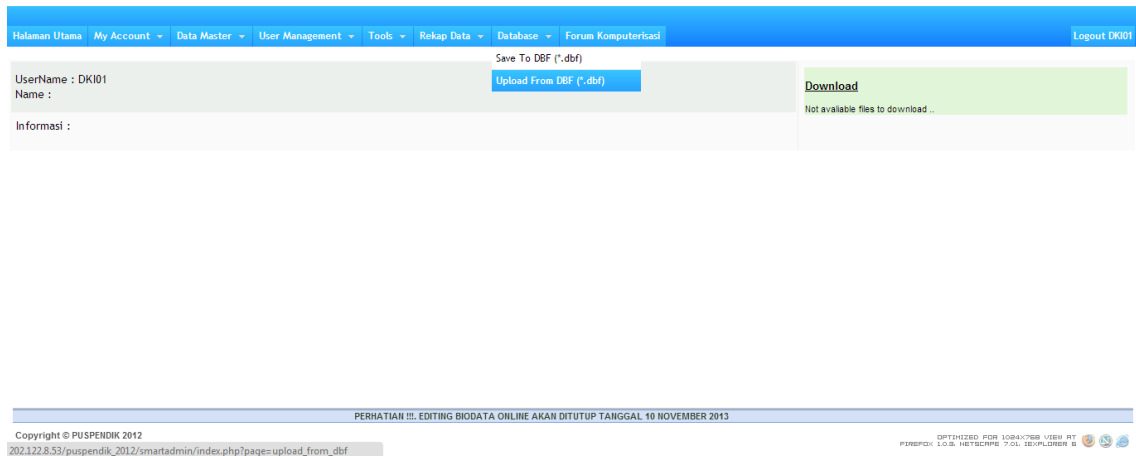 Halaman Utama My Account Data Master User Management Tools Rekap Data Database Forum Komputerisasi Logout DKI01
Save To DBF (*.dbf)
Upload From DBF (*.dbf)
UserName : DKI01
Name :
Informasi :
Download
Not avaliable files to download ..
PERHATIAN !!!. EDITING BIODATA ONLINE AKAN DITUTUP TANGGAL 10 NOVEMBER 2013
Copyright © PUSPENDIK 2012
OPTIMIZED FOR 1024X768 VIEW AT
FIREFOX 1.0.3, NETSCAPE 7.01, IEXPLORER 6
202.122.8.53/puspendik_2012/smartadmin/index.php?page=upload_from_dbf